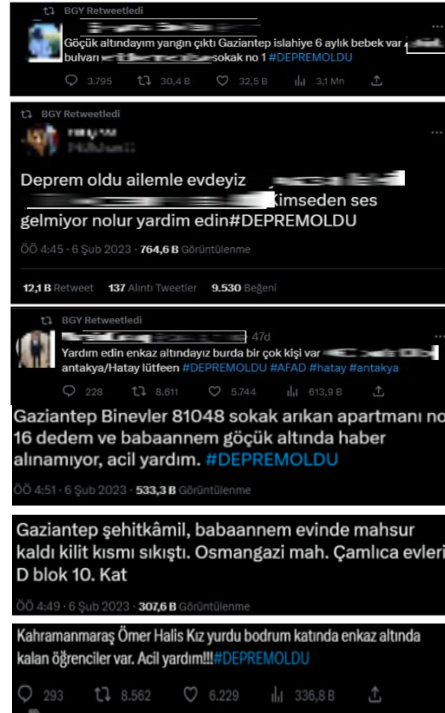 BGY Retweetledi
Göçük altındayım yangın çıktı Gaziantep islahiye 6 aylık bebek var
bulvarı sokak no 1 #DEPREMOLDU
3.795 30,4 B 32,5 B 3,1 Mn
BGY Retweetledi
Deprem oldu ailemle evdeyiz
kimseden ses
gelmiyor nolur yardim edin#DEPREMOLDU
ÖÖ 4:45 · 6 Şub 2023 · 764,6 B Görüntülenme
12,1 B Retweet 137 Alıntı Tweetler 9.530 Beğeni
BGY Retweetledi
47d
Yardım edin enkaz altındayız burda bir çok kişi var
antakya/Hatay lütfeen #DEPREMOLDU #AFAD #hatay #antakya
228 8.611 5.744 613,9 B
Gaziantep Binevler 81048 sokak arıkan apartmanı no
16 dedem ve babaannem göçük altında haber
alınamıyor, acil yardım. #DEPREMOLDU
ÖÖ 4:51 · 6 Şub 2023 · 533,3 B Görüntülenme
Gaziantep şehitkâmil, babaannem evinde mahsur
kaldı kilit kısmı sıkıştı. Osmangazi mah. Çamlıca evleri
D blok 10. Kat
ÖÖ 4:49 · 6 Şub 2023 · 307,6 B Görüntülenme
Kahramanmaraş Ömer Halis Kız yurdu bodrum katında enkaz altında
kalan öğrenciler var. Acil yardım!!!#DEPREMOLDU
293 8.562 6.229 336,8 B